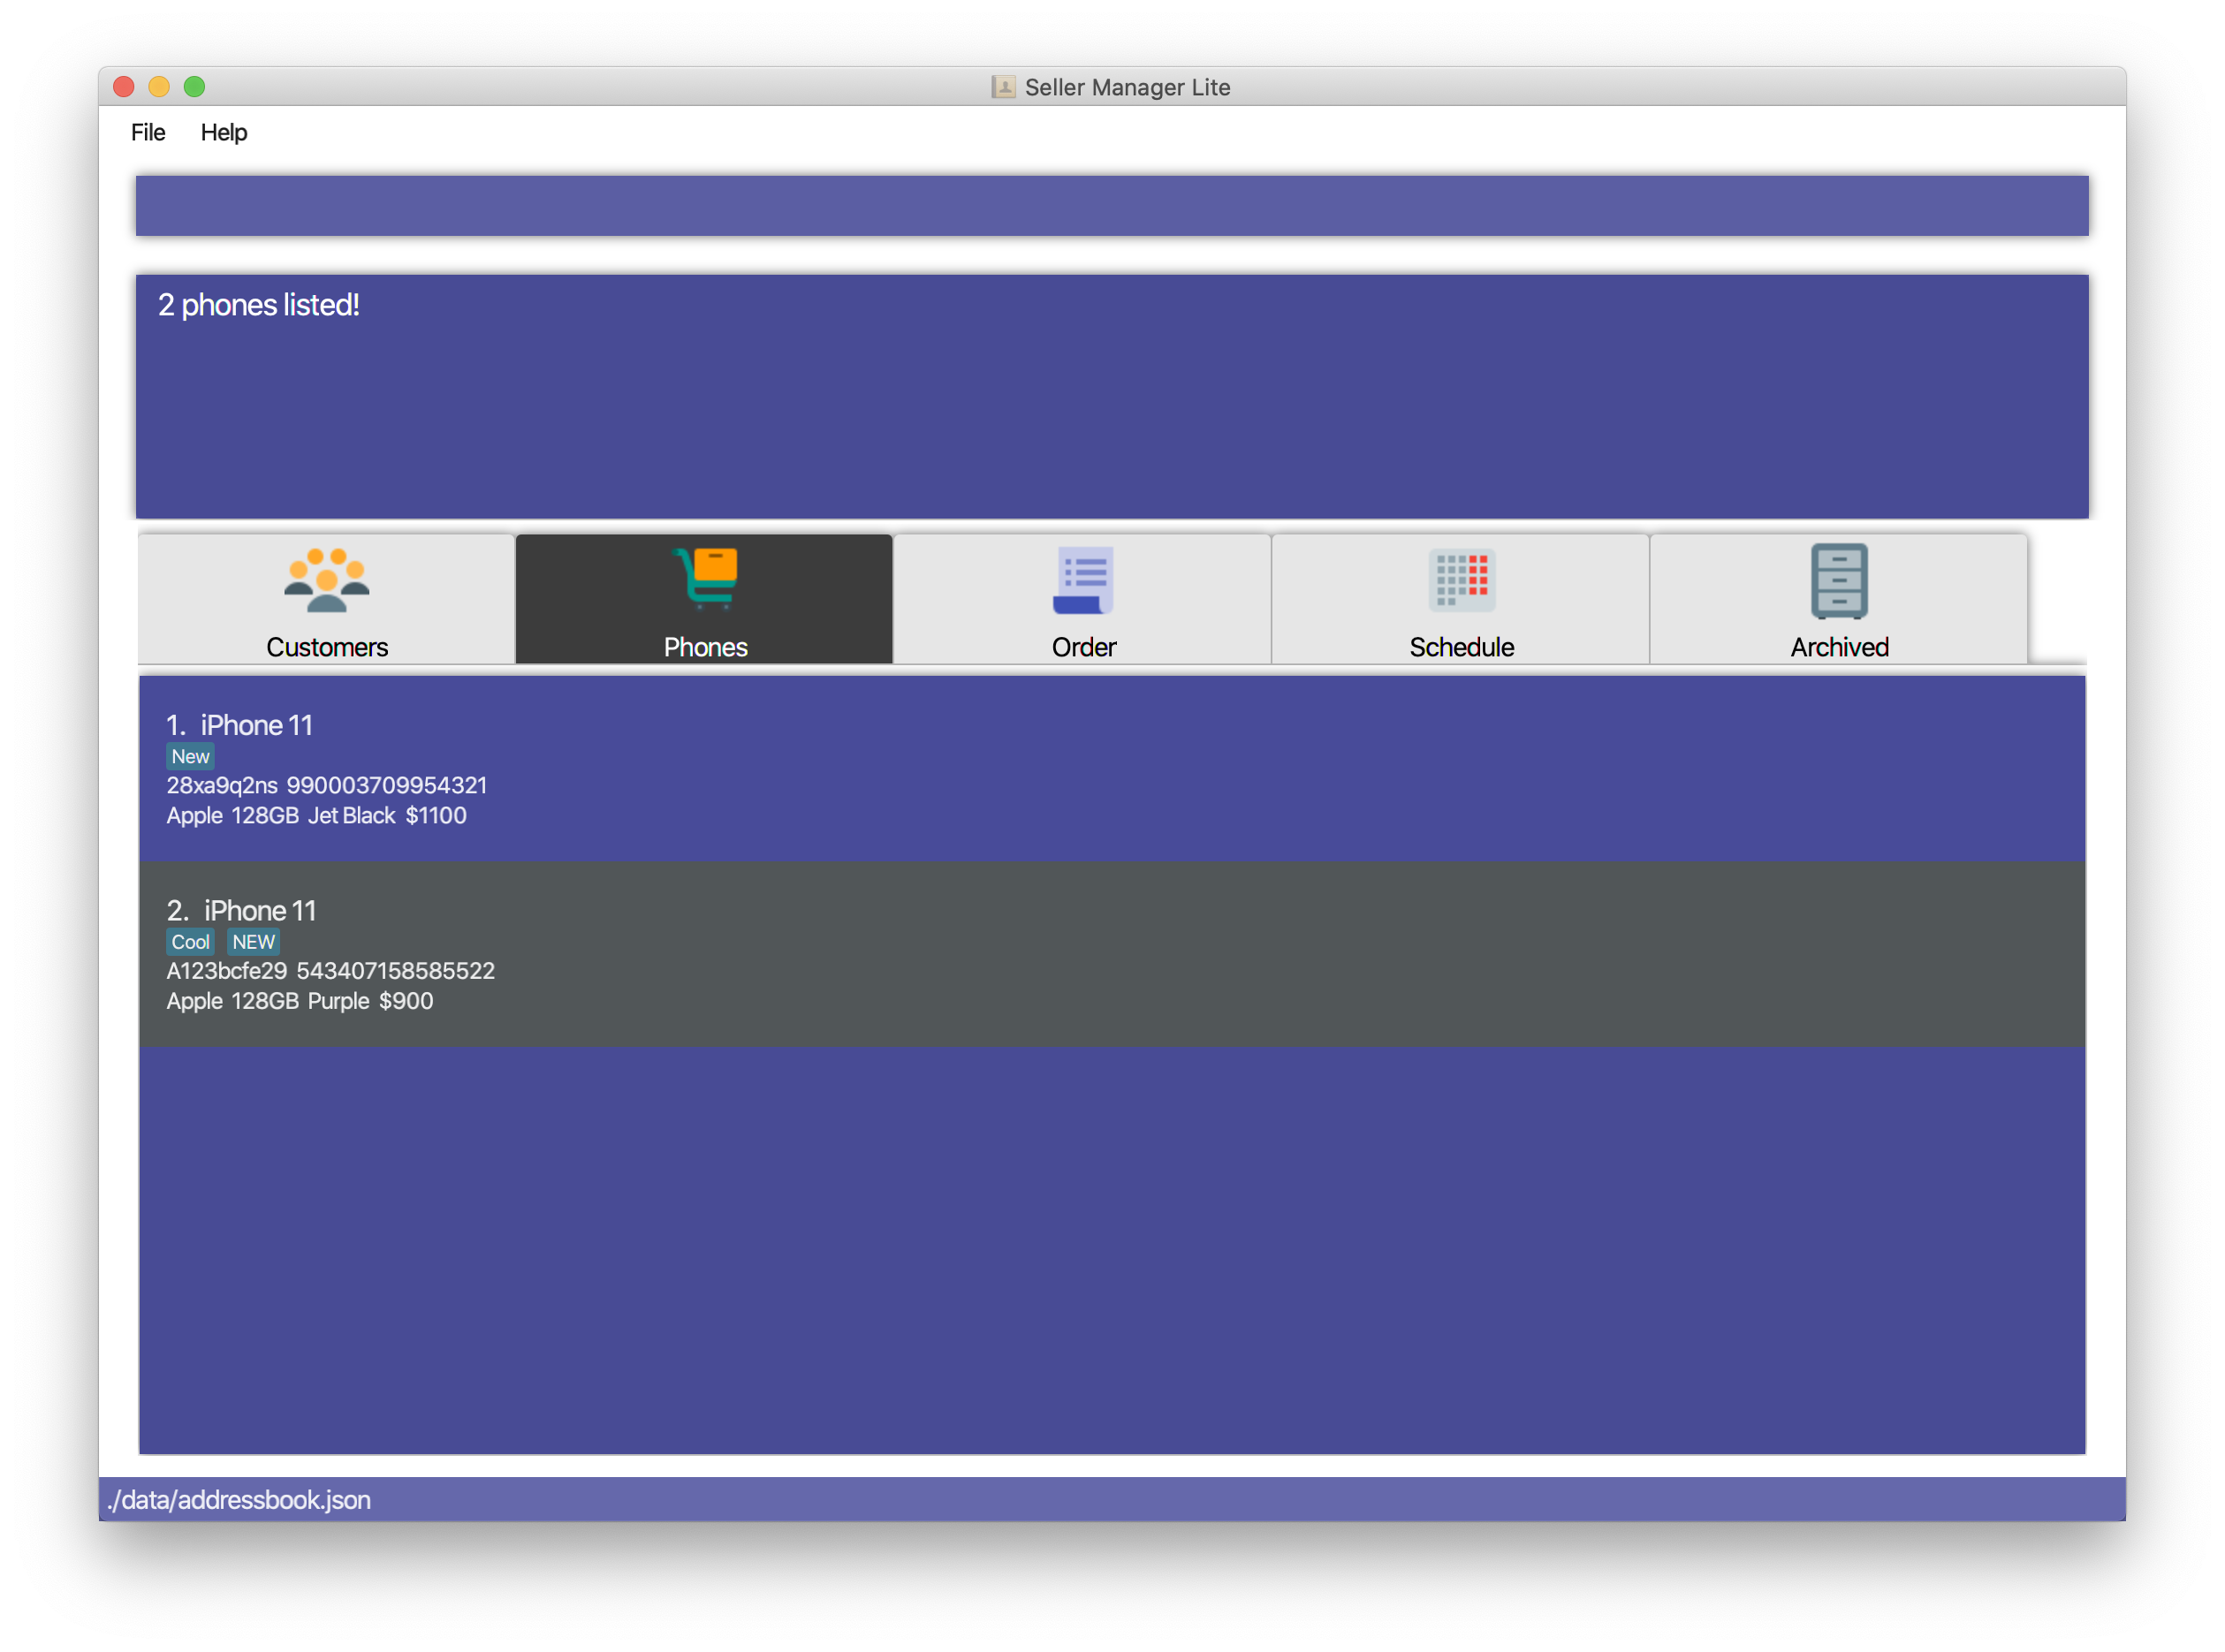 Seller Manager Lite
File Help
2 phones listed!
Customers Phones Order Schedule Archived
1. iPhone 11
New
28xa9q2ns 990003709954321
Apple 128GB Jet Black $1100
2. iPhone 11
Cool NEW
A123bcfe29 543407158585522
Apple 128GB Purple $900
./data/addressbook.json